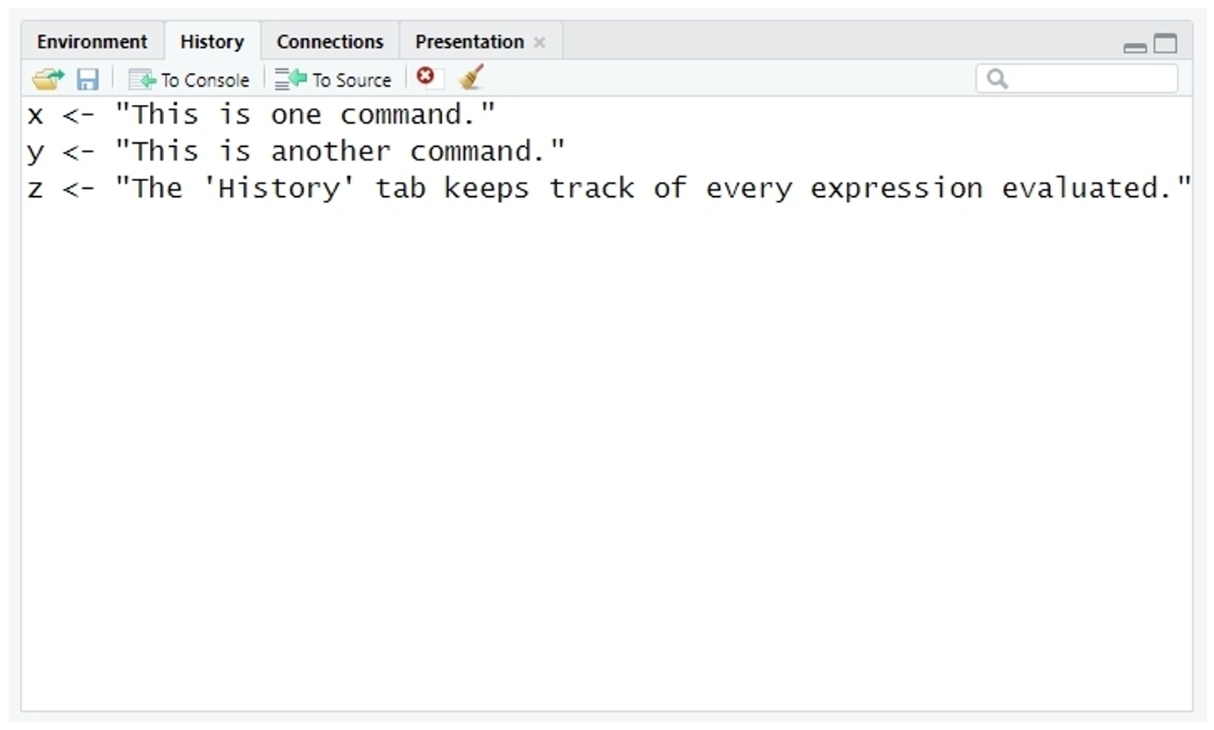 Environment History Connections Presentation
To Console To Source
x <- "This is one command."
y <- "This is another command."
z <- "The 'History' tab keeps track of every expression evaluated."